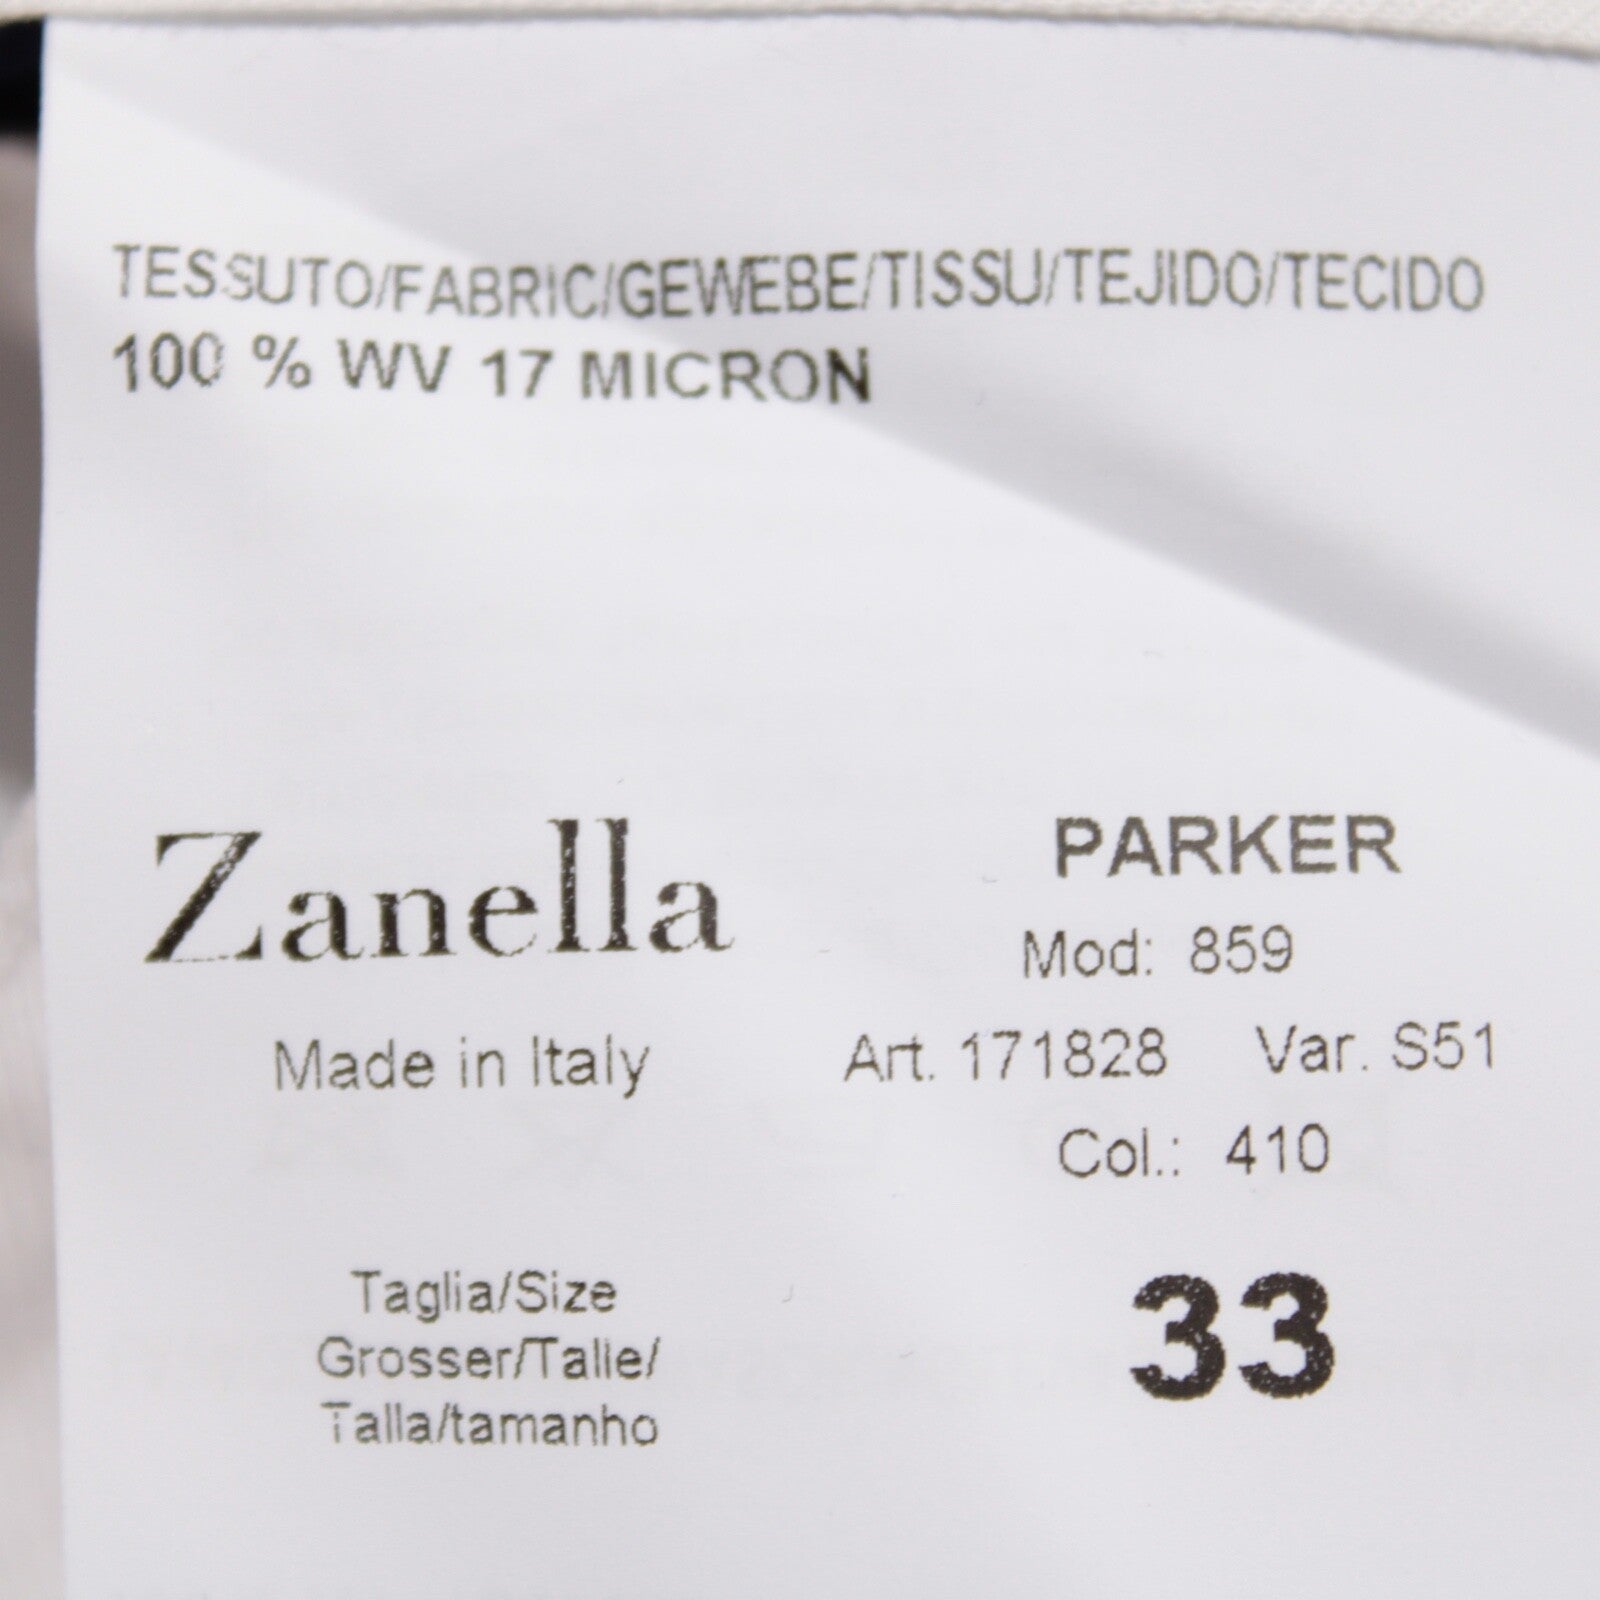 TESSUTO/FABRIC/GEWEBE/TISSU/TEJIDO/TECIDO
100 % WV 17 MICRON
Zanella
Made in Italy
PARKER
Mod: 859
Art. 171828 Var. S51
Col.: 410
Taglia/Size
Grosser/Talle/
Talla/tamanho
33